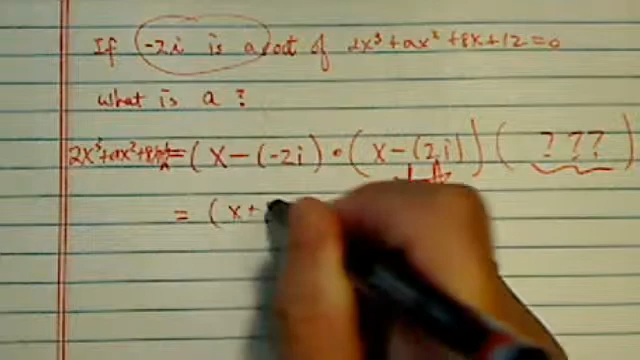 If -2i is a root of 2x³+ax²+8x+12=0
what is a ?
2x³+ax²+8x+12=(x-(-2i)·(x-(2i))(???)
=(x+